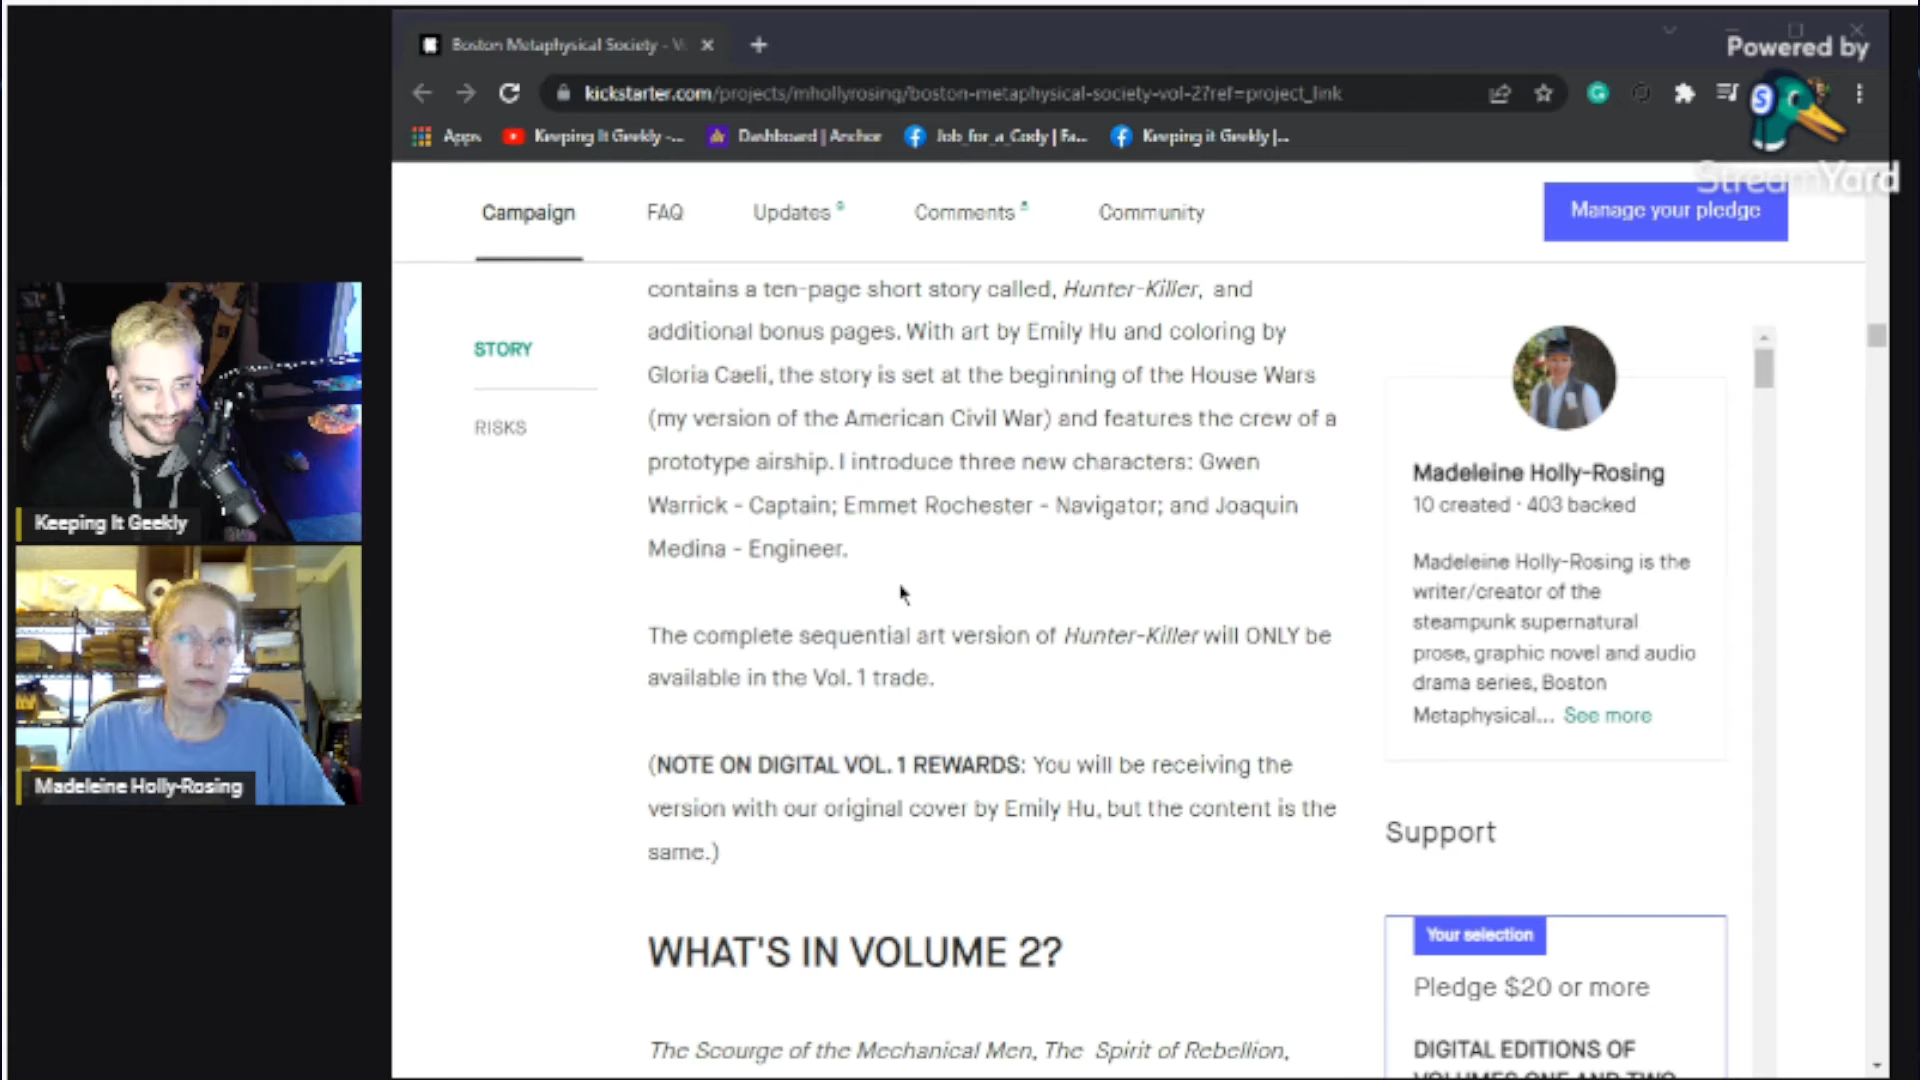 Boston Metaphysical Society - V
Powered by
kickstarter.com/projects/mhollyrosing/boston-metaphysical-society-vol-2?ref=project_link
Apps
Keeping It Geekly -...
Dashboard | Anchor
Job_for_a_Cody | Fa...
Keeping it Geekly |...
StreamYard
Campaign
FAQ
Updates 9
Comments
Community
Manage your pledge
STORY
RISKS
contains a ten-page short story called, Hunter-Killer, and
additional bonus pages. With art by Emily Hu and coloring by
Gloria Caeli, the story is set at the beginning of the House Wars
(my version of the American Civil War) and features the crew of a
prototype airship. I introduce three new characters: Gwen
Warrick - Captain; Emmet Rochester - Navigator; and Joaquin
Medina - Engineer.
The complete sequential art version of Hunter-Killer will ONLY be
available in the Vol. 1 trade.
(NOTE ON DIGITAL VOL. 1 REWARDS: You will be receiving the
version with our original cover by Emily Hu, but the content is the
same.)
WHAT'S IN VOLUME 2?
The Scourge of the Mechanical Men, The Spirit of Rebellion,
Madeleine Holly-Rosing
10 created · 403 backed
Madeleine Holly-Rosing is the
writer/creator of the
steampunk supernatural
prose, graphic novel and audio
drama series, Boston
Metaphysical... See more
Support
Your selection
Pledge $20 or more
DIGITAL EDITIONS OF
VOLUMES ONE AND TWO
Keeping It Geekly
Madeleine Holly-Rosing